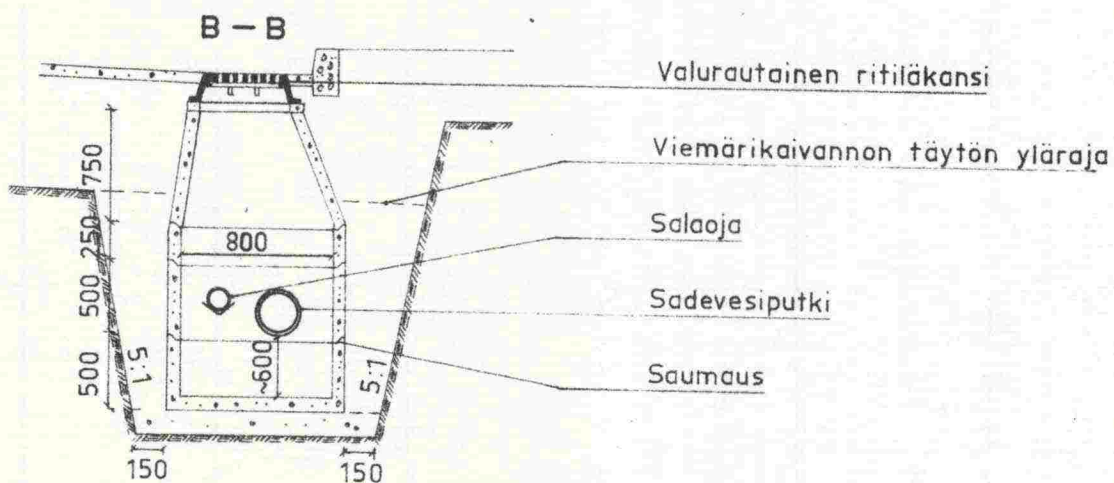 B – B
Valurautainen ritiläkansi
Viemärikaivannon täytön yläraja
750
Salaoja
250
800
500
Sadevesiputki
500
5:1
~600
5:1
Saumaus
150
150